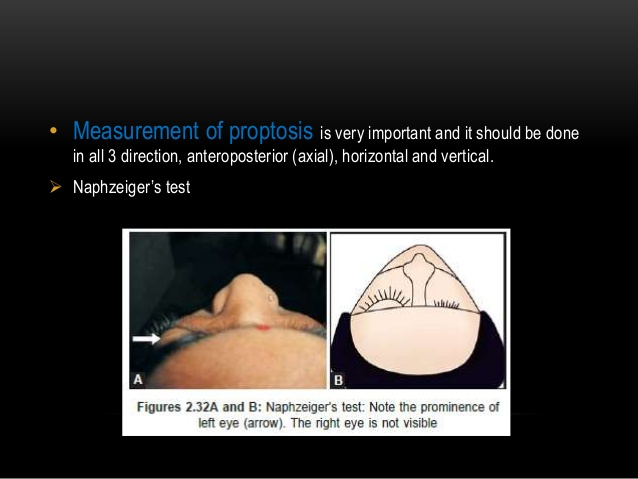 • Measurement of proptosis is very important and it should be done
in all 3 direction, anteroposterior (axial), horizontal and vertical.
➢ Naphzeiger's test
A
B
Figures 2.32A and B: Naphzeiger's test: Note the prominence of
left eye (arrow). The right eye is not visible